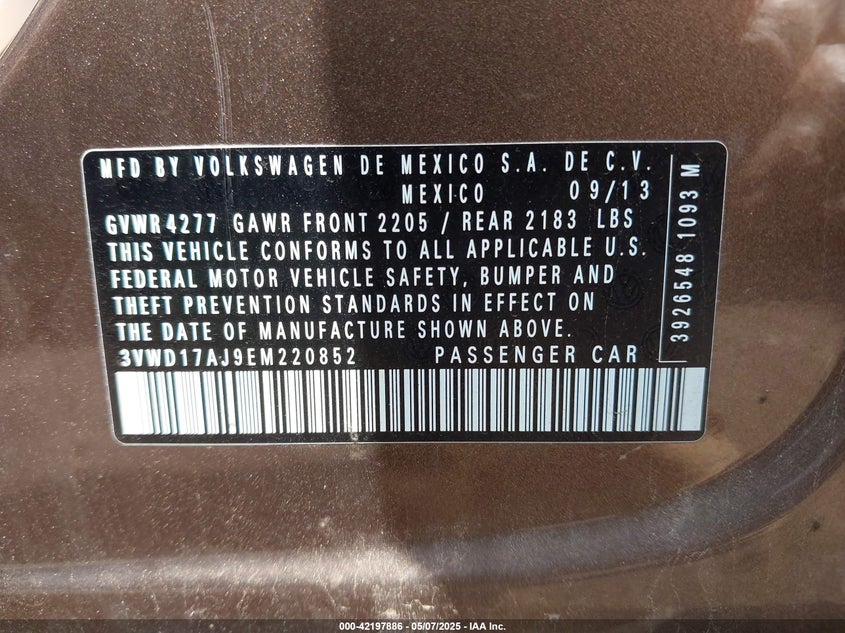 MFD BY VOLKSWAGEN DE MEXICO S.A. DE C.V.
MEXICO 09/13
GVWR 4277 GAWR FRONT 2205 / REAR 2183 LBS
THIS VEHICLE CONFORMS TO ALL APPLICABLE U.S.
FEDERAL MOTOR VEHICLE SAFETY, BUMPER AND
THEFT PREVENTION STANDARDS IN EFFECT ON
THE DATE OF MANUFACTURE SHOWN ABOVE.
3VWD17AJ9EM220852 PASSENGER CAR
3926548 1093 M
000-42197886 | 05/07/2025 - IAA Inc.